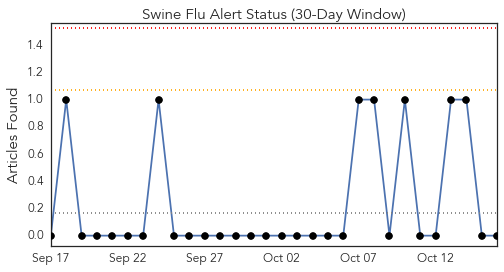 Swine Flu Alert Status (30-Day Window)
Articles Found
1.4
1.2
1.0
0.8
0.6
0.4
0.2
0.0
Sep 17 Sep 22 Sep 27 Oct 02 Oct 07 Oct 12